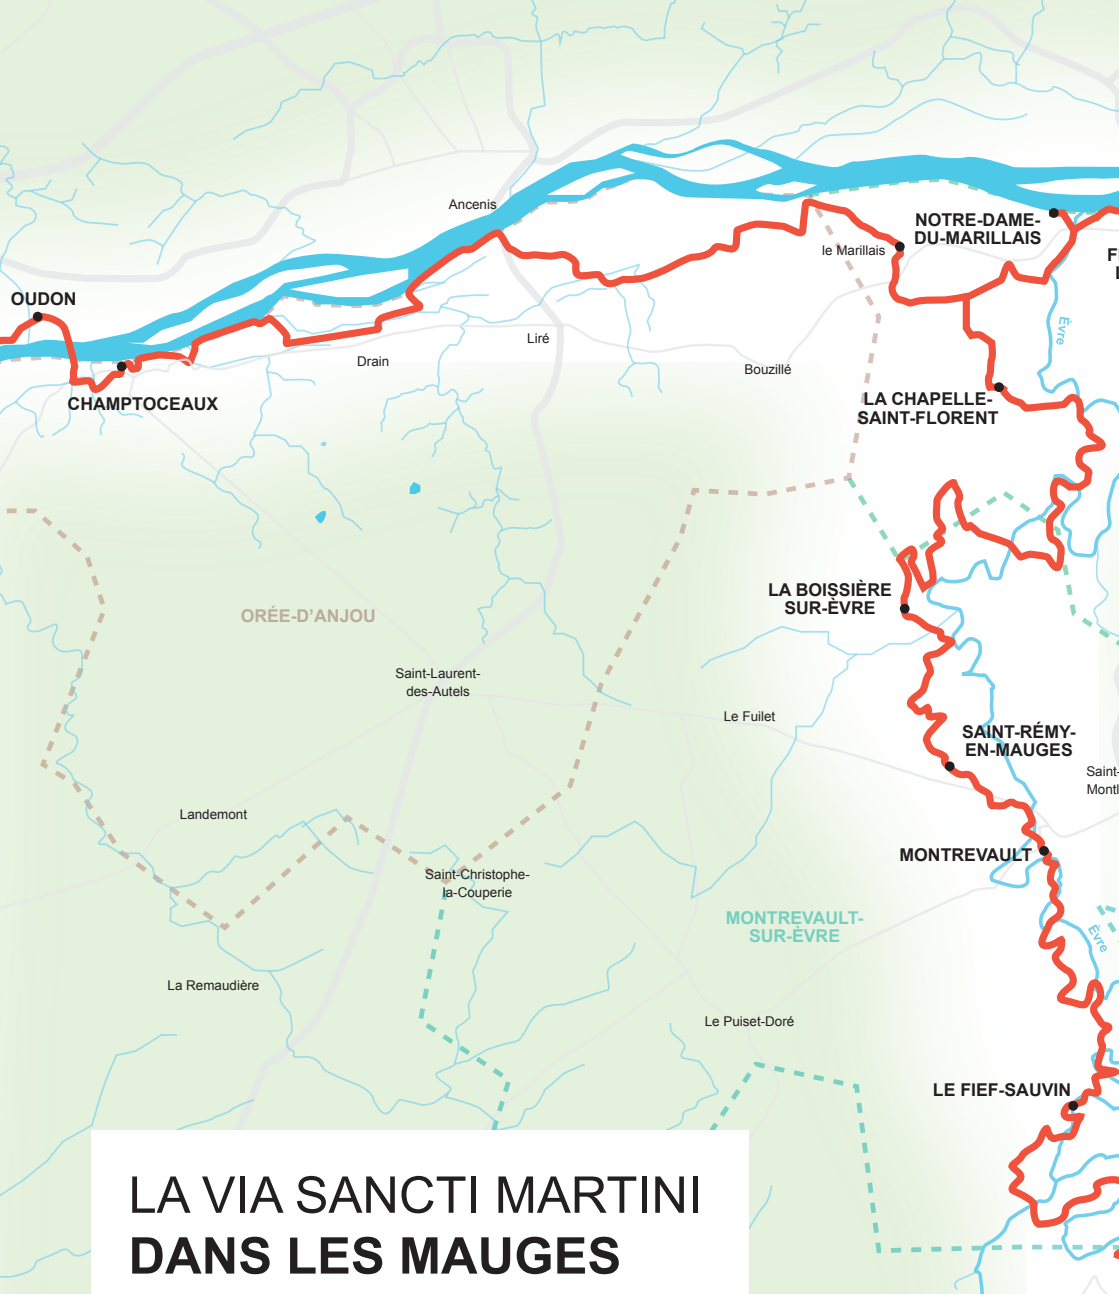 Ancenis
NOTRE-DAME-
DU-MARILLAIS
le Marillais
F
L
OUDON
Èvre
Liré
Drain
Bouzillé
CHAMPTOCEAUX
LA CHAPELLE-
SAINT-FLORENT
LA BOISSIÈRE
SUR-ÈVRE
ORÉE-D’ANJOU
Saint-Laurent-
des-Autels
Le Fuilet
SAINT-RÉMY-
EN-MAUGES
Saint-
Montl
Landemont
MONTREVAULT
Saint-Christophe-
la-Couperie
MONTREVAULT-
SUR-ÈVRE
Èvre
La Remaudière
Le Puiset-Doré
LE FIEF-SAUVIN
LA VIA SANCTI MARTINI
DANS LES MAUGES